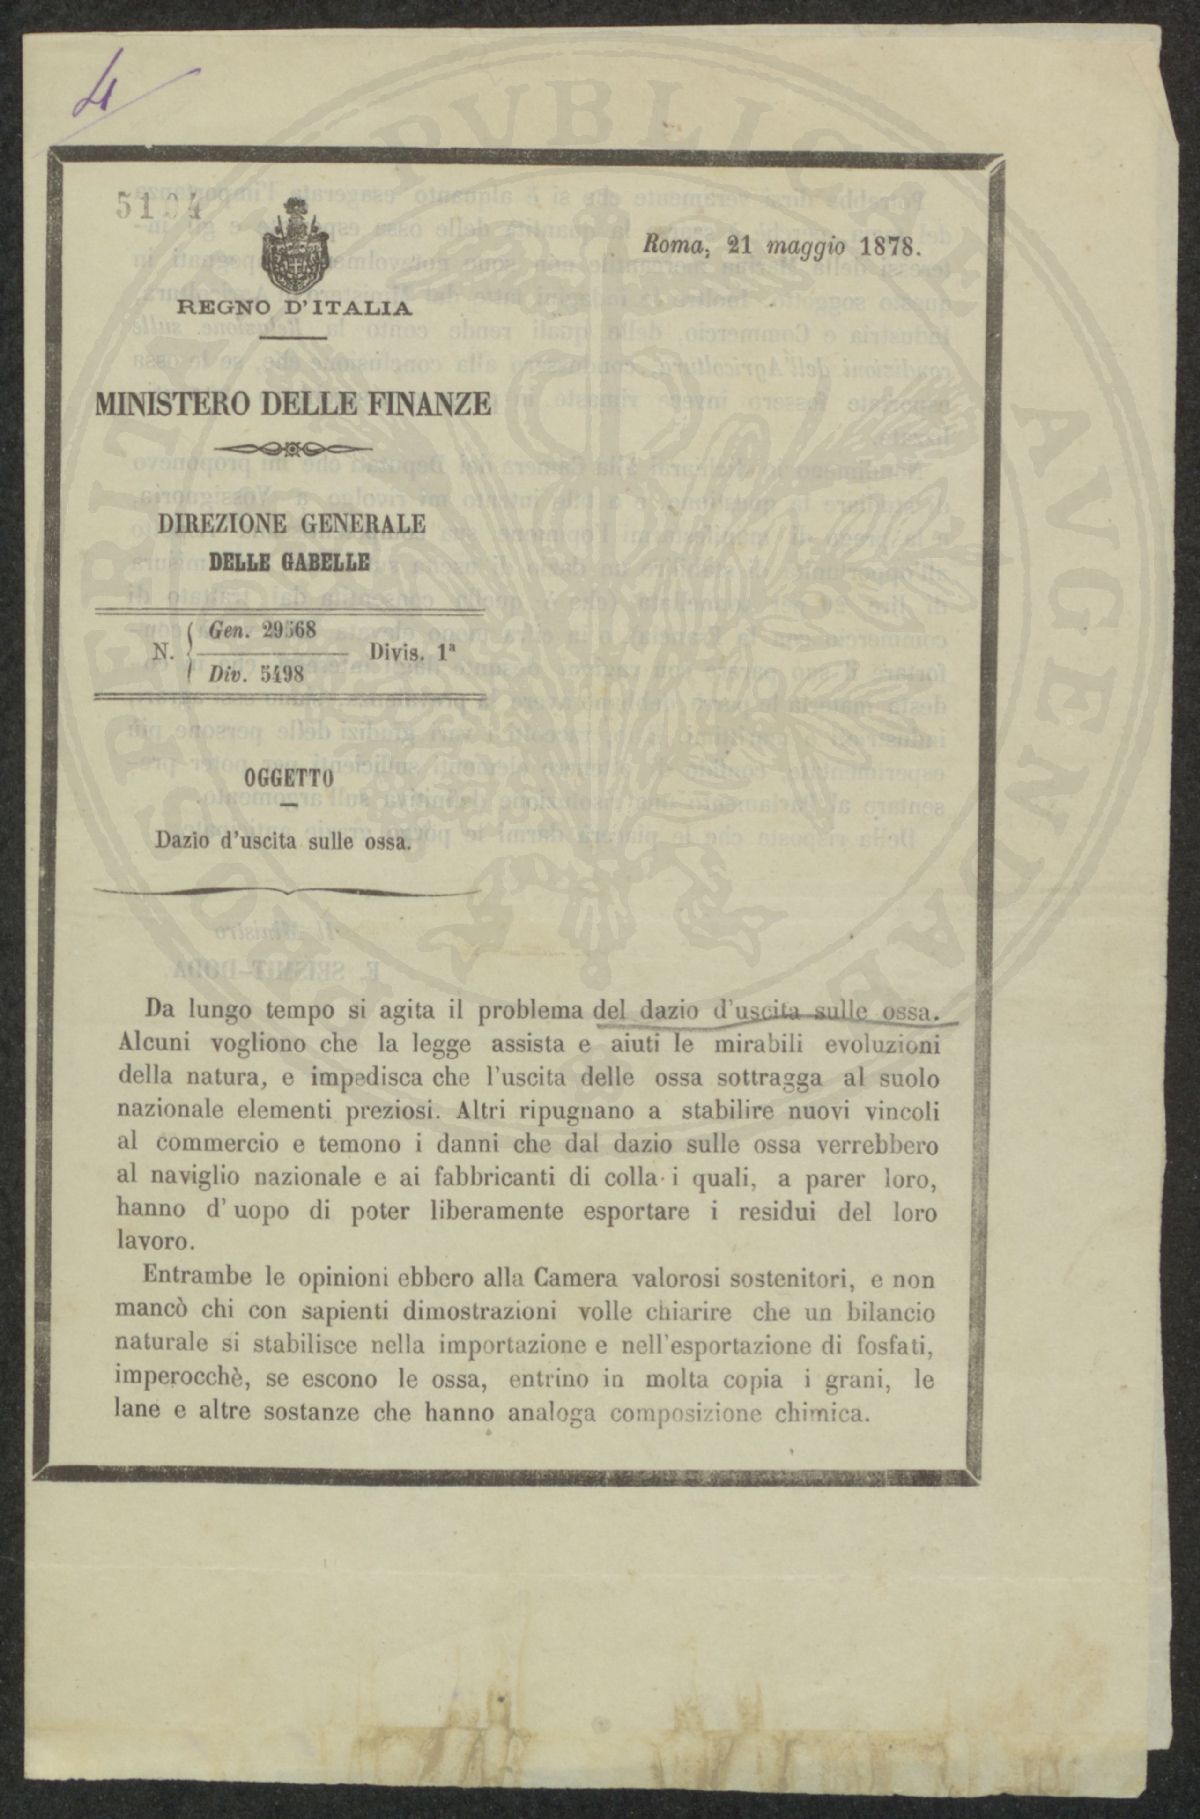 4
5194
REGNO D'ITALIA
MINISTERO DELLE FINANZE
DIREZIONE GENERALE
DELLE GABELLE
N. Gen. 29568
Div. 5498 Divis. 1ª
OGGETTO
Dazio d'uscita sulle ossa.
Roma, 21 maggio 1878.
Da lungo tempo si agita il problema del dazio d'uscita sulle ossa.
Alcuni vogliono che la legge assista e aiuti le mirabili evoluzioni
della natura, e impedisca che l'uscita delle ossa sottragga al suolo
nazionale elementi preziosi. Altri ripugnano a stabilire nuovi vincoli
al commercio e temono i danni che dal dazio sulle ossa verrebbero
al naviglio nazionale e ai fabbricanti di colla i quali, a parer loro,
hanno d'uopo di poter liberamente esportare i residui del loro
lavoro.
Entrambe le opinioni ebbero alla Camera valorosi sostenitori, e non
mancò chi con sapienti dimostrazioni volle chiarire che un bilancio
naturale si stabilisce nella importazione e nell'esportazione di fosfati,
imperocchè, se escono le ossa, entrino in molta copia i grani, le
lane e altre sostanze che hanno analoga composizione chimica.